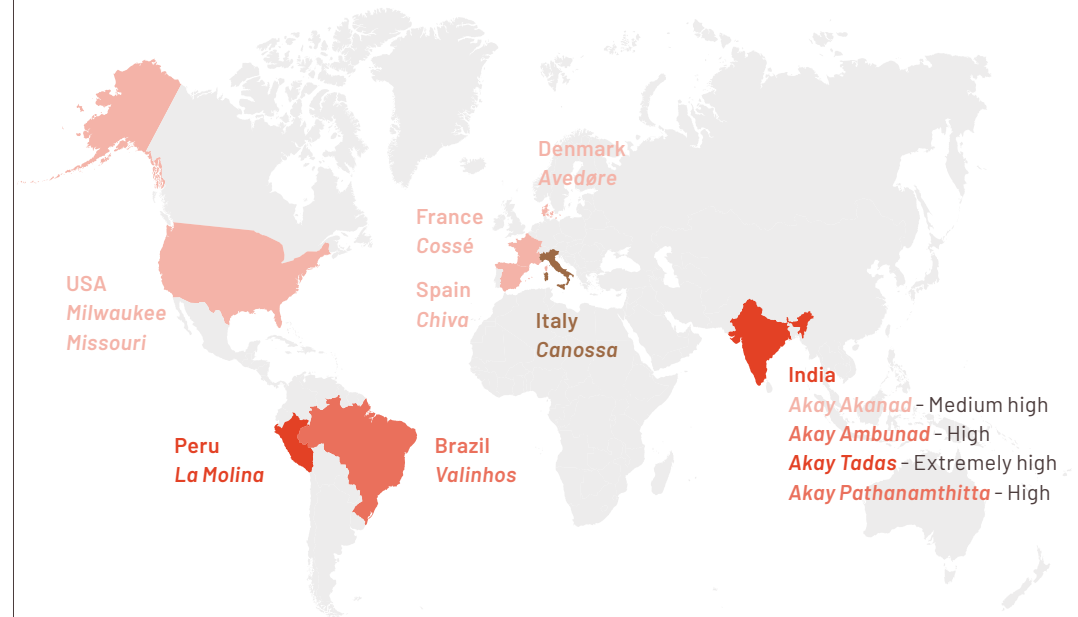 Denmark
Avedøre
France
Cossé
USA
Milwaukee
Missouri
Spain
Chiva
Italy
Canossa
India
Akay Akanad - Medium high
Akay Ambunad - High
Akay Tadas - Extremely high
Akay Pathanamthitta - High
Peru
La Molina
Brazil
Valinhos